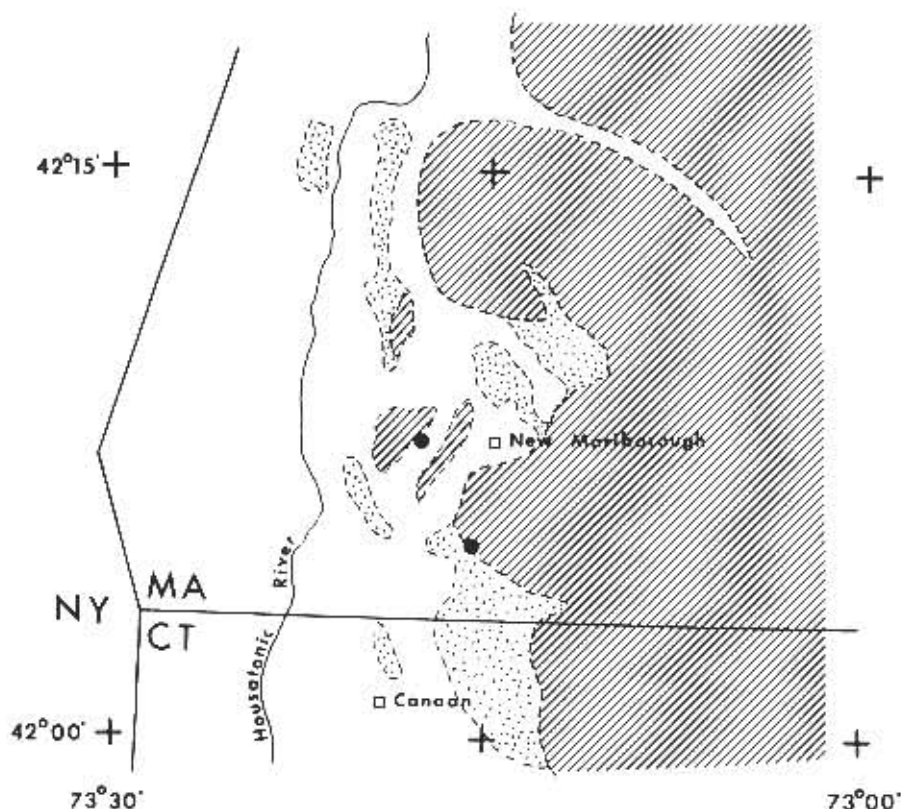 42°15'
New Marlborough
River
MA
NY
CT
Housatonic
Canaan
42°00'
73°30'
73°00'